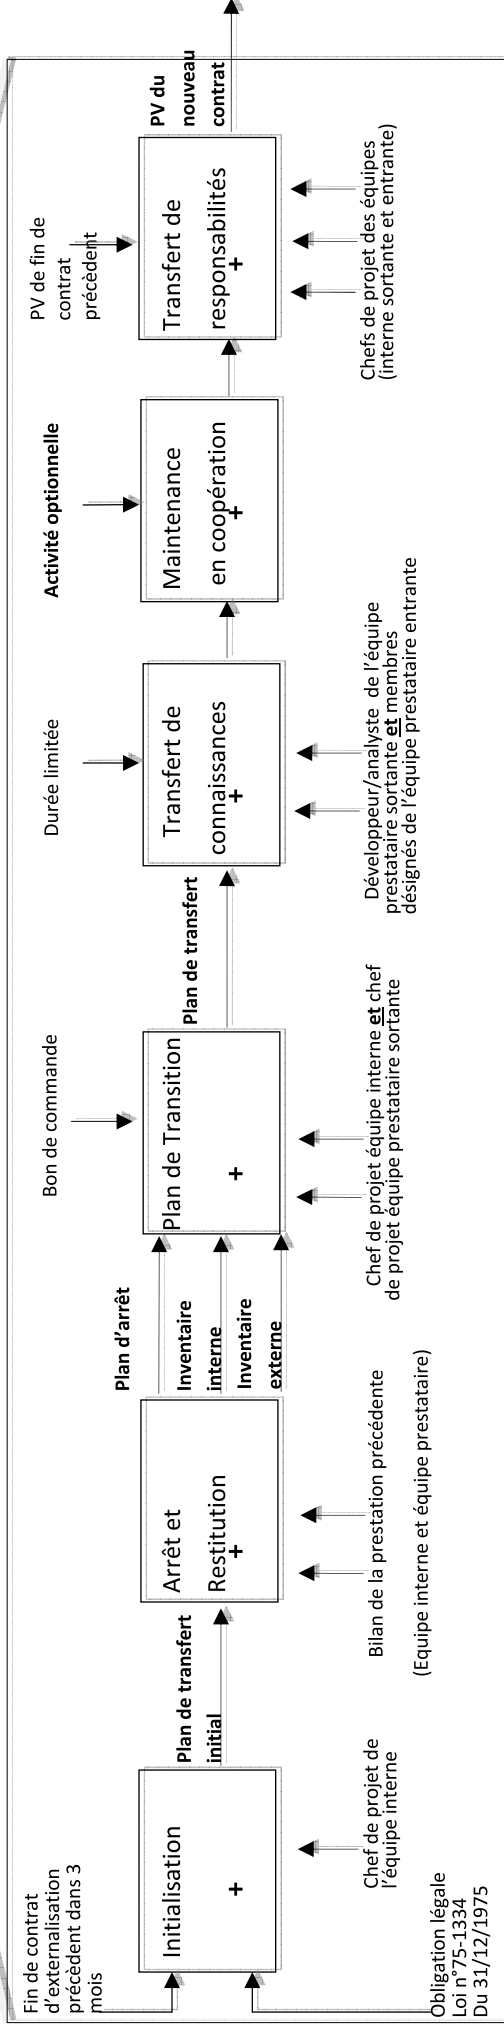 Fin de contrat
d'externalisation
précèdent dans 3
mois
Obligation légale
Loi n°75-1334
Du 31/12/1975
Initialisation
+
Chef de projet de
l'équipe interne
Plan de transfert
initial
Arrêt et
Restitution
+
Bilan de la prestation précédente
(Equipe interne et équipe prestataire)
Plan d'arrêt
Inventaire
interne
Inventaire
externe
Bon de commande
Plan de Transition
+
Chef de projet équipe interne et chef
de projet équipe prestataire sortante
Plan de transfert
Durée limitée
Transfert de
connaissances
+
Développeur/analyste de l'équipe
prestataire sortante et membres
désignés de l'équipe prestataire entrante
Activité optionnelle
Maintenance
en coopération
+
PV de fin de
contrat
précèdent
Transfert de
responsabilités
+
Chefs de projet des équipes
(interne sortante et entrante)
PV du
nouveau
contrat